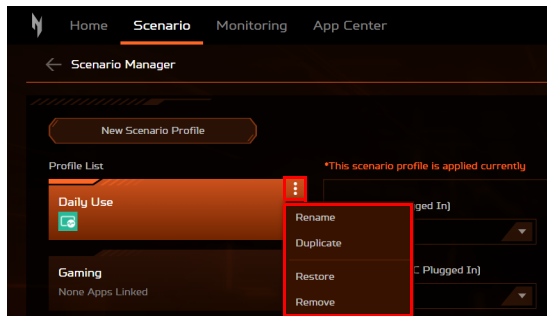 Home Scenario Monitoring App Center
Scenario Manager
New Scenario Profile
Profile List
*This scenario profile is applied currently
Daily Use
Rename
ged In]
Duplicate
Gaming
Restore
C Plugged In]
None Apps Linked
Remove